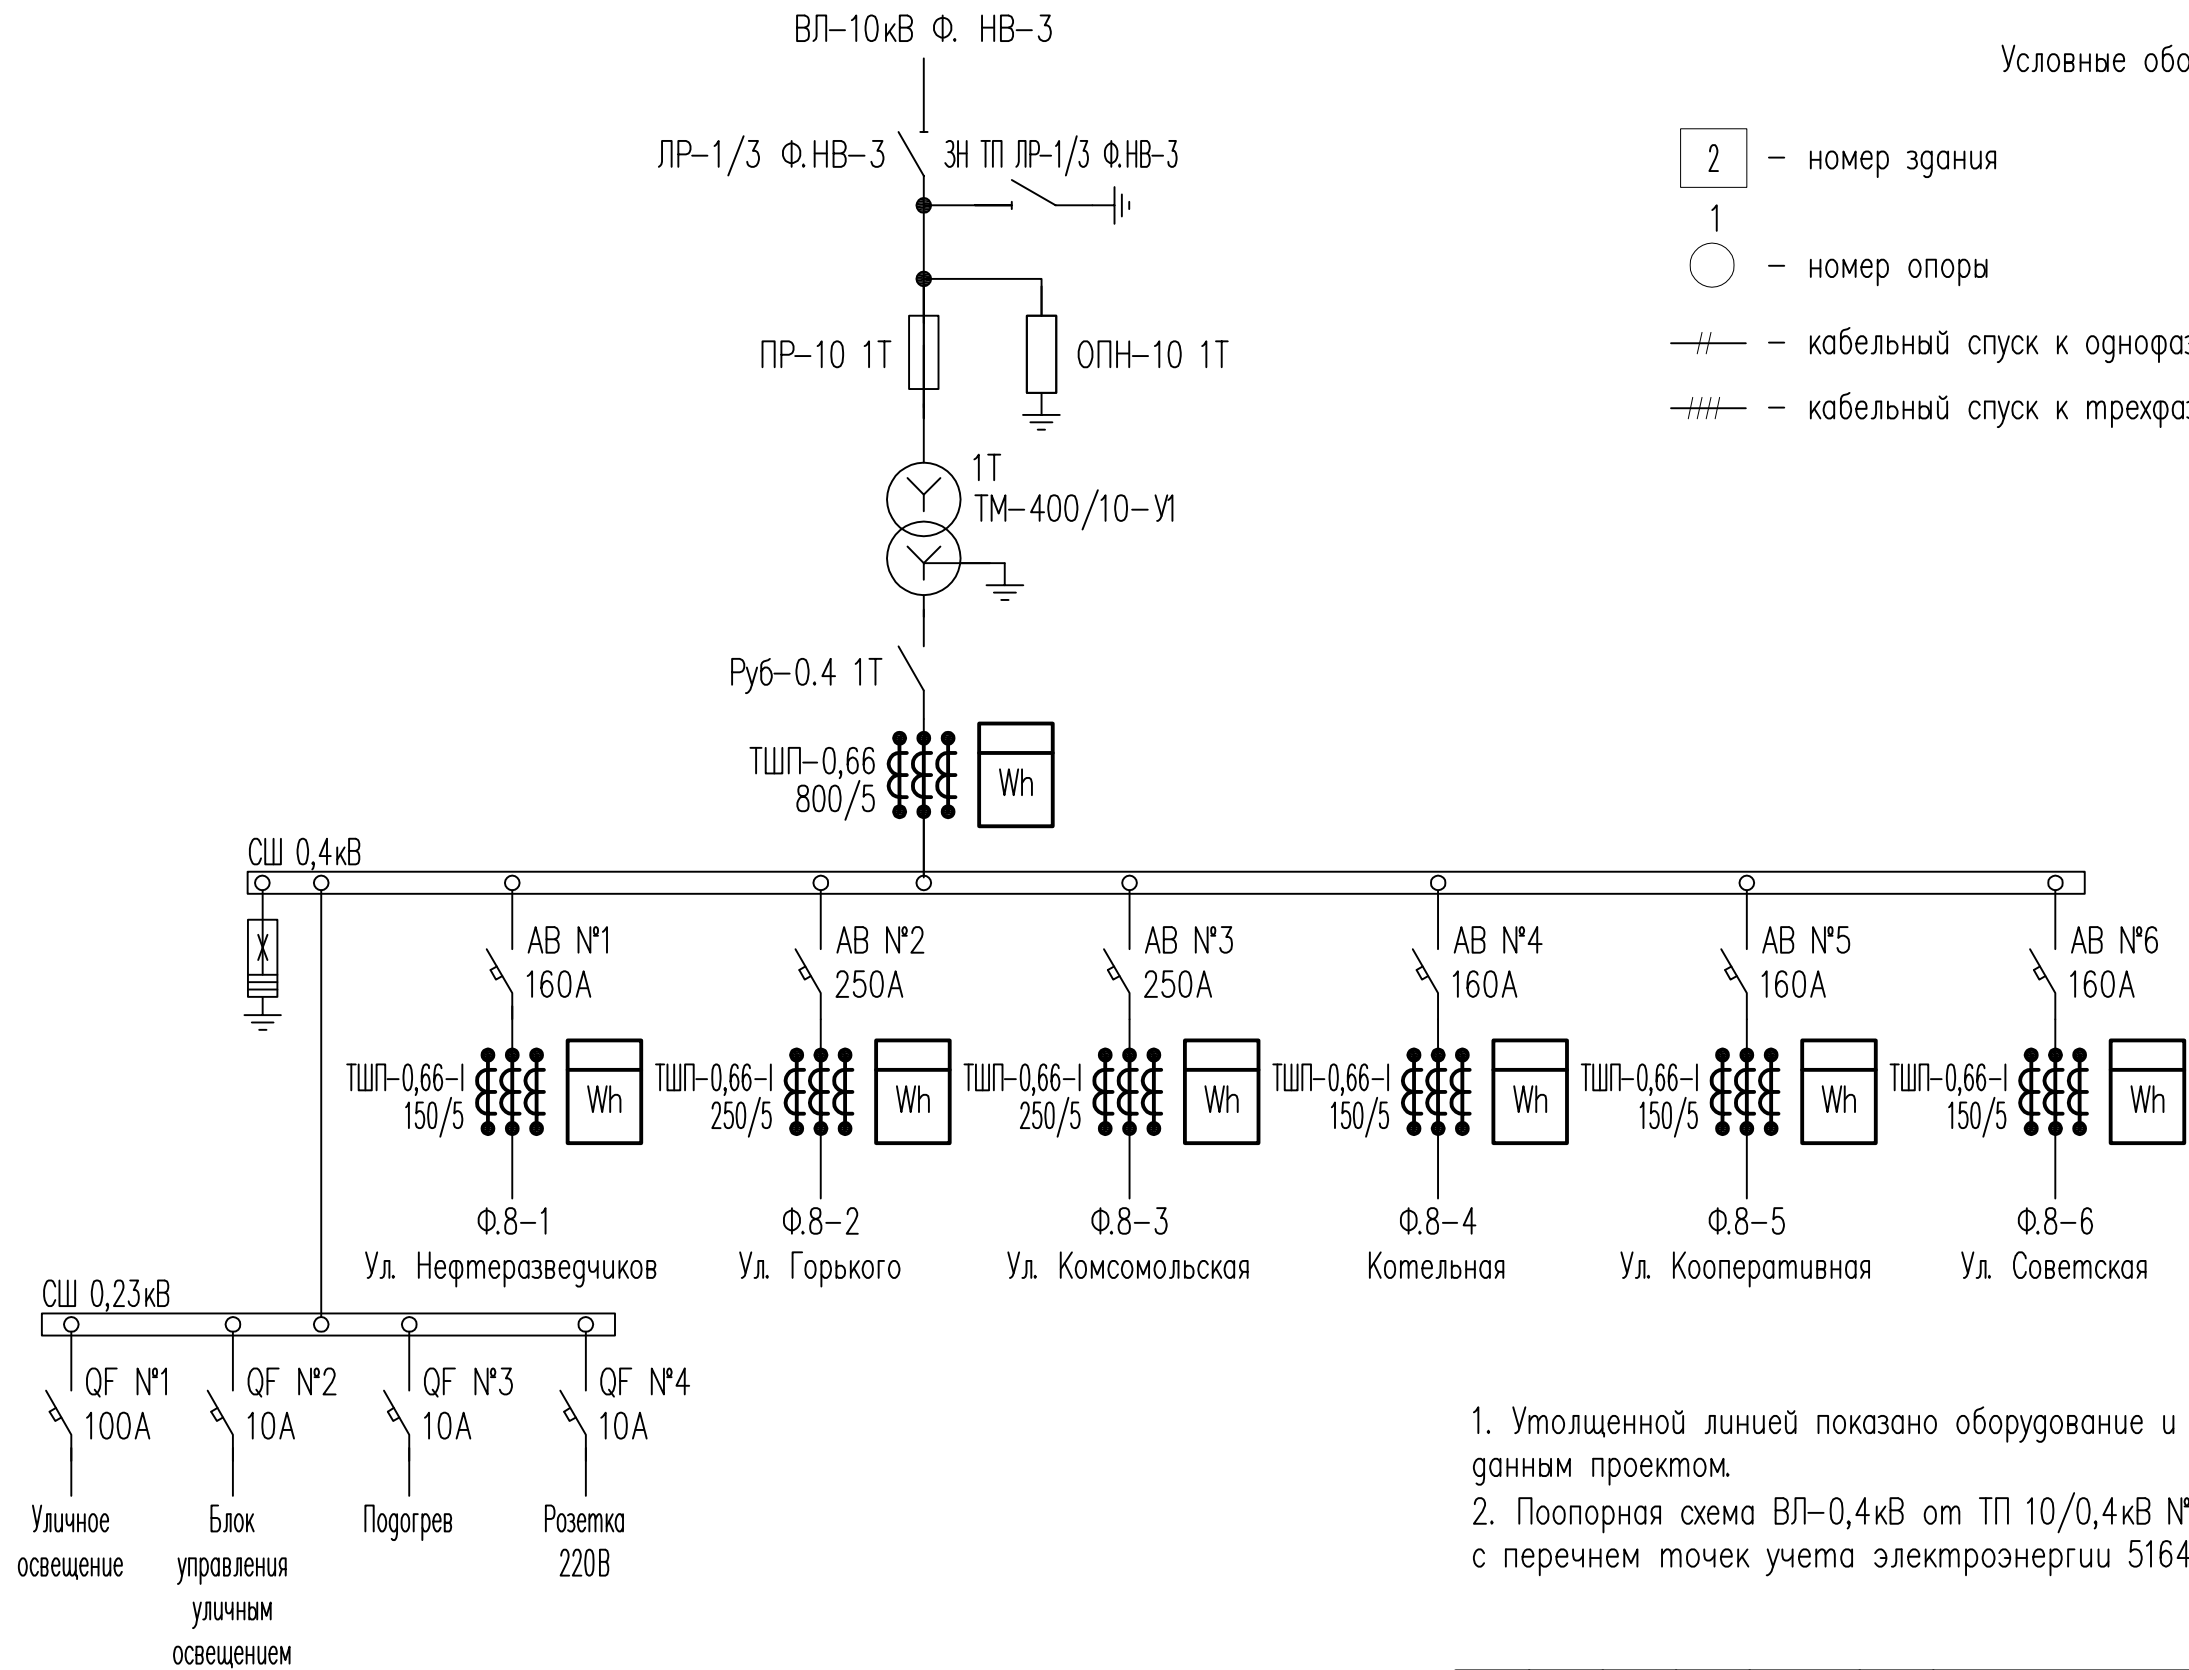 ВЛ-10кВ Ф. НВ-3
Условные
ЛР-1/3 Ф.НВ-3
ЗН ТП ЛР-1/3 Ф.НВ-3
2 - номер здания
1
- номер опоры
ПР-10 1Т
ОПН-10 1Т
- кабельный спуск к
- кабельный спуск к
1Т
ТМ-400/10-У1
Руб-0.4 1Т
ТШП-0,66
800/5
Wh
СШ 0,4кВ
АВ №1
160А
АВ №2
250А
АВ №3
250А
АВ №4
160А
АВ №5
160А
АВ №6
160А
ТШП-0,66-I
150/5
Wh
ТШП-0,66-I
250/5
Wh
ТШП-0,66-I
250/5
Wh
ТШП-0,66-I
150/5
Wh
ТШП-0,66-I
150/5
Wh
ТШП-0,66-I
150/5
Wh
Ф.8-1
Ул. Нефтеразведчиков
Ф.8-2
Ул. Горького
Ф.8-3
Ул. Комсомольская
Ф.8-4
Котельная
Ф.8-5
Ул. Кооперативная
Ф.8-6
Ул. Советская
СШ 0,23кВ
QF №1
100А
QF №2
10А
QF №3
10А
QF №4
10А
Уличное
освещение
Блок
управления
уличным
освещением
Подогрев
Розетка
220В
1. Утолщенной линией показано оборудование и
данным проектом.
2. Поопорная схема ВЛ-0,4кВ от ТП 10/0,4кВ №
с перечнем точек учета электроэнергии 5164